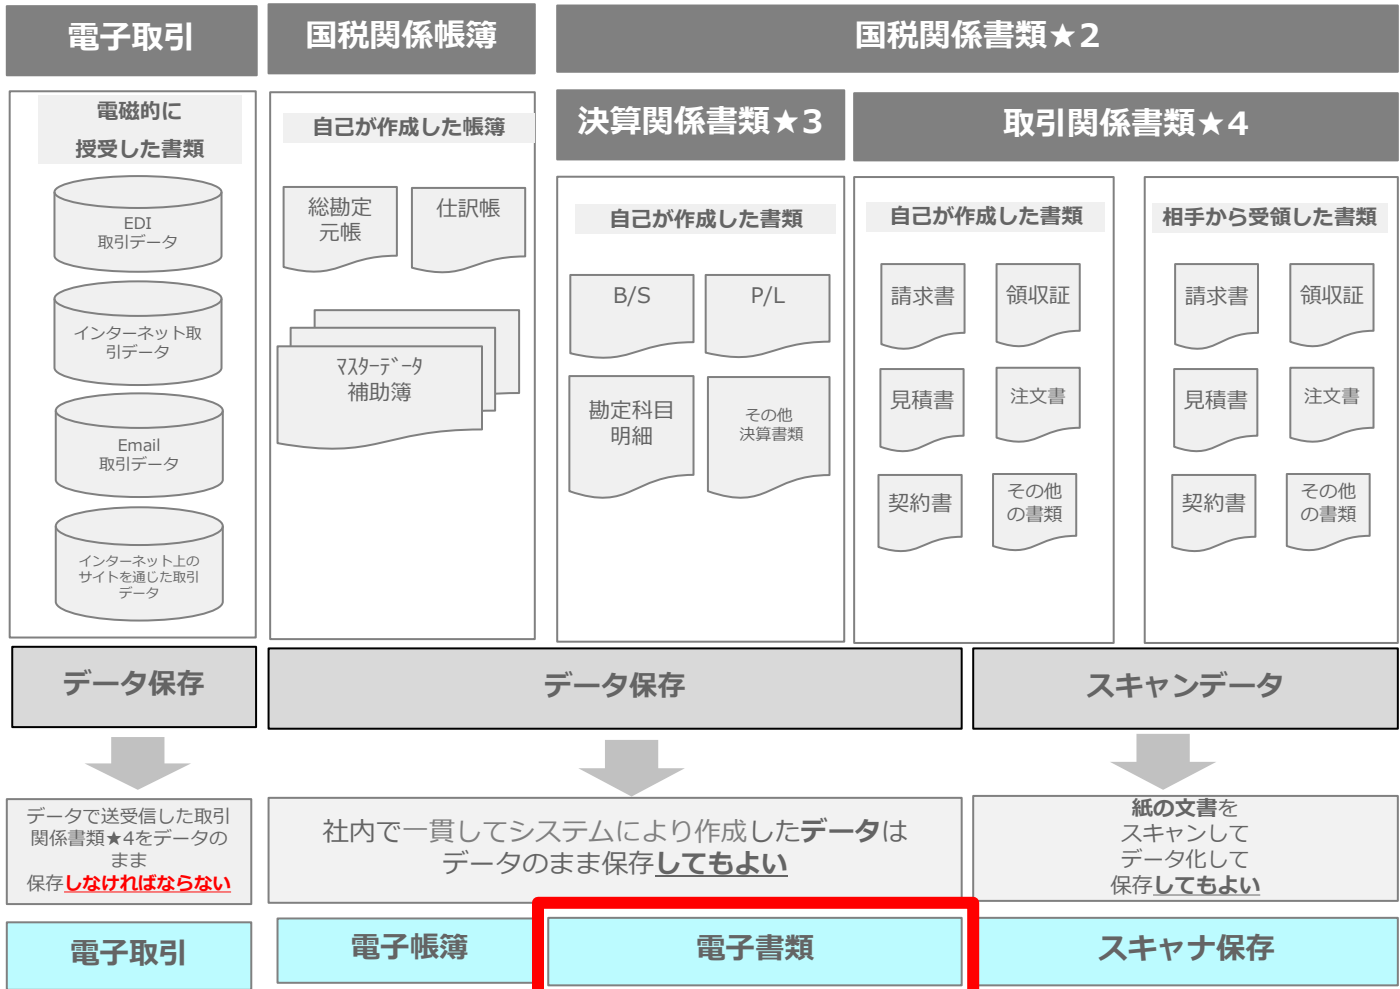 電子取引
国税関係帳簿
国税関係書類★2
電磁的に
授受した書類
EDI
取引データ
インターネット取
引データ
Email
取引データ
インターネット上の
サイトを通じた取引
データ
自己が作成した帳簿
総勘定
元帳
仕訳帳
ﾏｽﾀｰﾃﾞｰﾀ
補助簿
決算関係書類★3
自己が作成した書類
B/S
P/L
勘定科目
明細
その他
決算書類
取引関係書類★4
自己が作成した書類
請求書
領収証
見積書
注文書
契約書
その他
の書類
相手から受領した書類
請求書
領収証
見積書
注文書
契約書
その他
の書類
データ保存
データ保存
スキャンデータ
データで送受信した取引
関係書類★4をデータの
まま
保存しなければならない
社内で一貫してシステムにより作成したデータは
データのまま保存してもよい
紙の文書を
スキャンして
データ化して
保存してもよい
電子取引
電子帳簿
電子書類
スキャナ保存